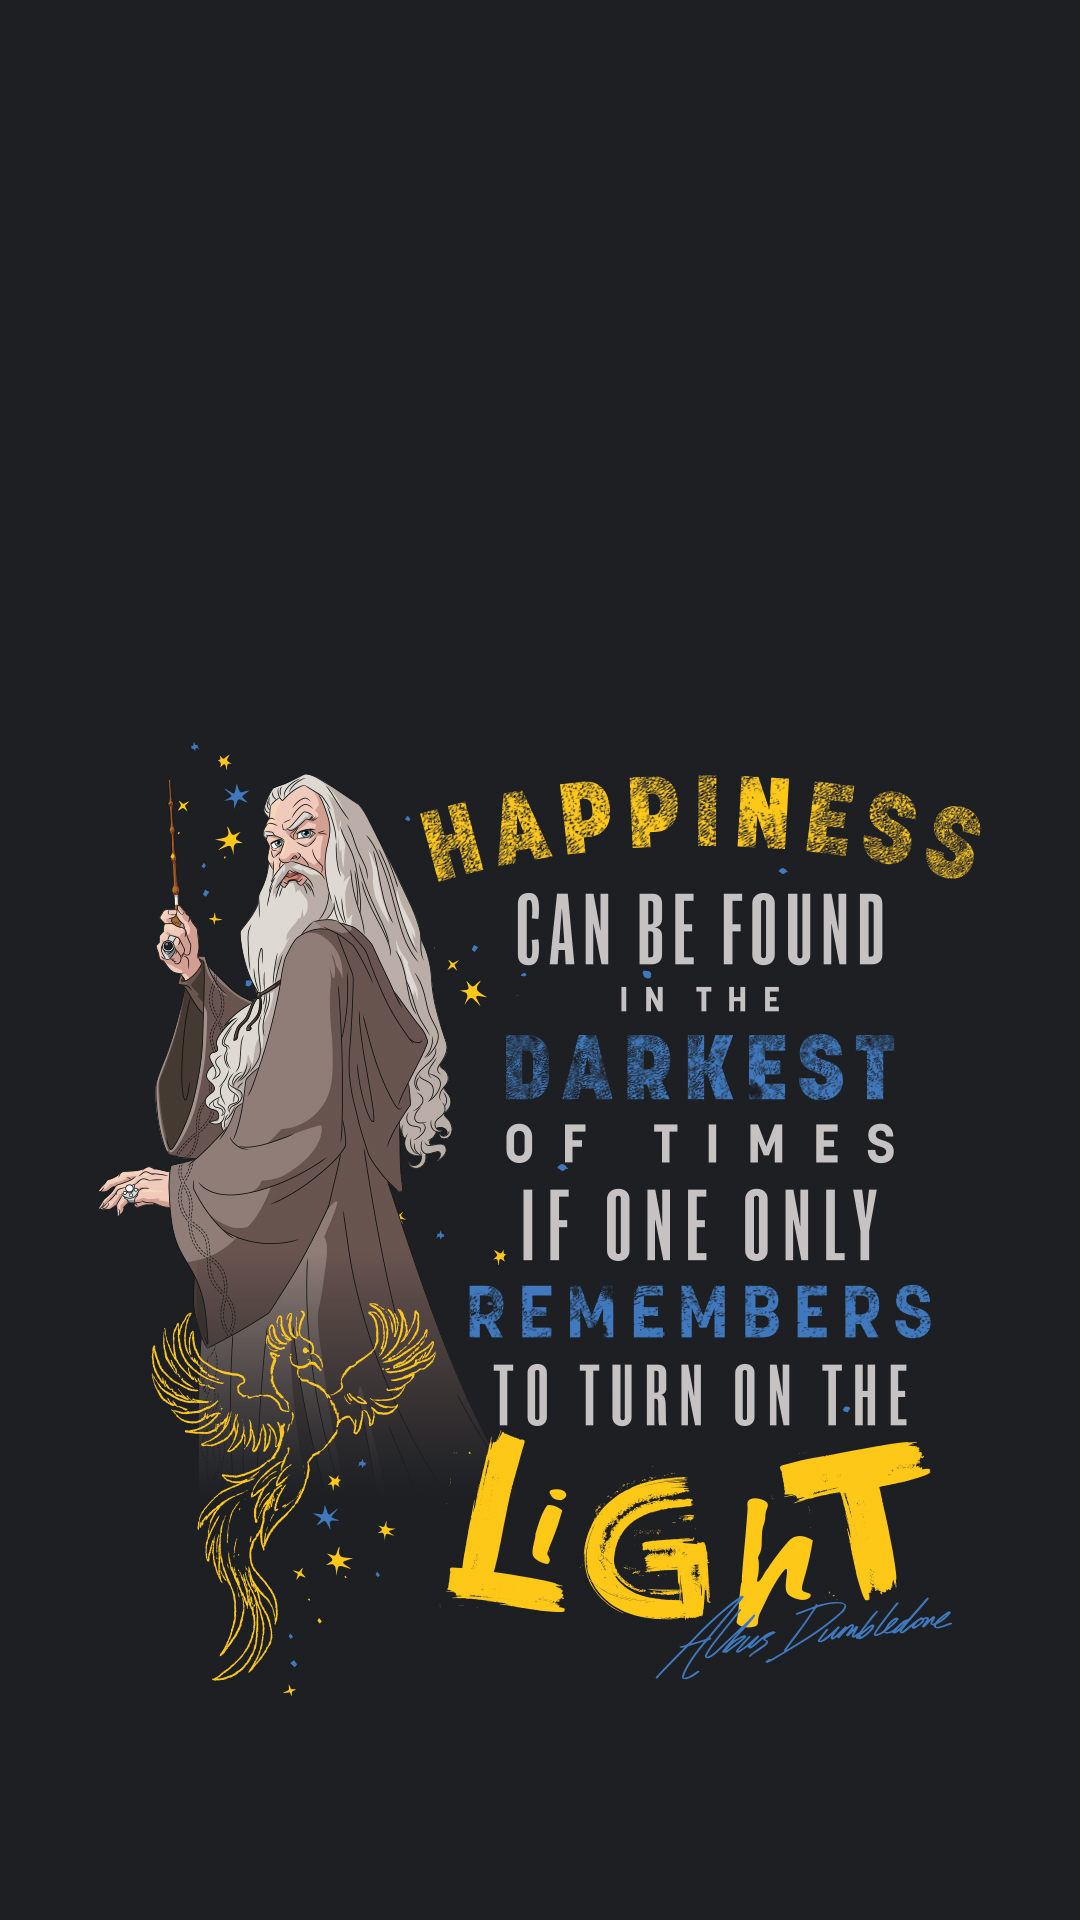 HAPPINESS
CAN BE FOUND
IN THE
DARKEST
OF TIMES
IF ONE ONLY
REMEMBERS
TO TURN ON THE
LiGhT
Albus Dumbledore